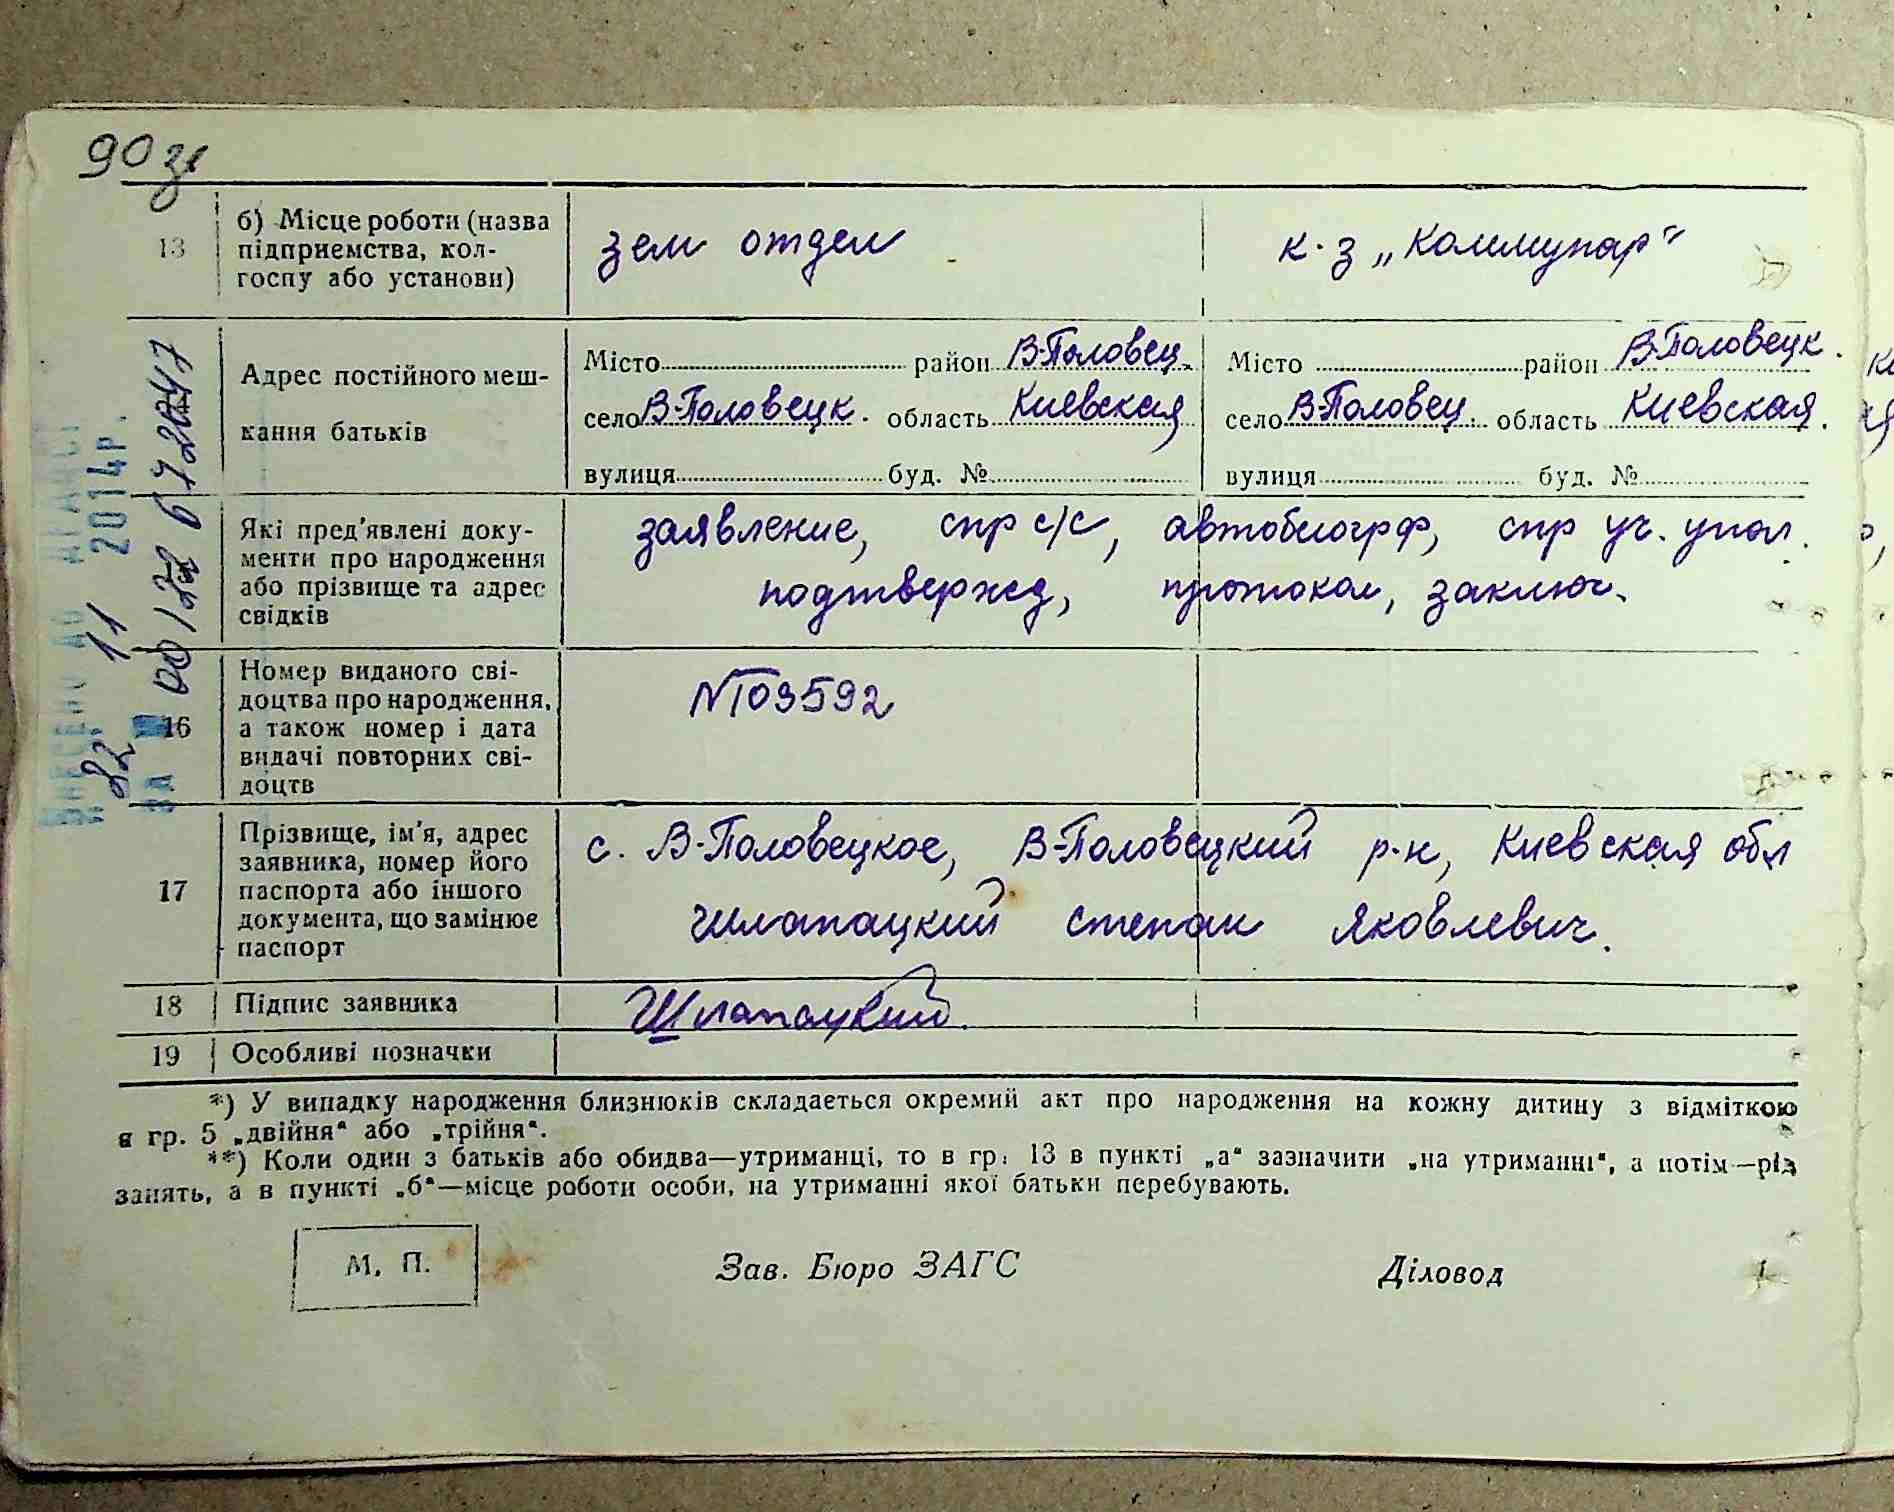 90 зв
13
б) Місце роботи (назва
підприємства, кол-
госпу або установи)
зем отдел
к-з „Коммунар"
Адрес постійного меш-
кання батьків
Місто район В-Половец.
село В-Половецк. область Киевская
вулиця буд. №
Місто район В-Половецк.
село В-Половец. область Киевская.
вулиця буд. №
Які пред'явлені доку-
менти про народження
або прізвище та адрес
свідків
заявление, спр с/с, автобиогрф, спр уч. упол.
подтвержд, протокол, заключ.
16
Номер виданого сві-
доцтва про народження,
а також номер і дата
видачі повторних сві-
доцтв
№Т03592
17
Прізвище, ім'я, адрес
заявника, номер його
паспорта або іншого
документа, що замінює
паспорт
с. В-Половецкое, В-Половецкий р-н, Киевская обл
Шлапацкий Степан Яковлевич.
18 Підпис заявника
Шлапацкий.
19 Особливі позначки
*) У випадку народження близнюків складається окремий акт про народження на кожну дитину з відміткою
в гр. 5 „двійня" або „трійня".
**) Коли один з батьків або обидва—утриманці, то в гр. 13 в пункті „а" зазначити „на утриманні", а потім—рід
занять, а в пункті „б"—місце роботи особи, на утриманні якої батьки перебувають.
М. П.
Зав. Бюро ЗАГС
Діловод
11 2014р.
ЗА